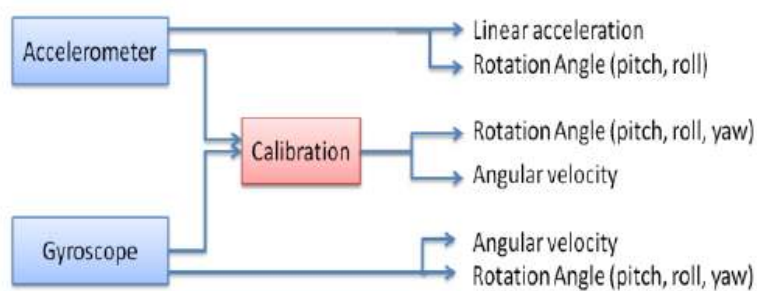 Accelerometer
Linear acceleration
Rotation Angle (pitch, roll)
Calibration
Rotation Angle (pitch, roll, yaw)
Angular velocity
Gyroscope
Angular velocity
Rotation Angle (pitch, roll, yaw)